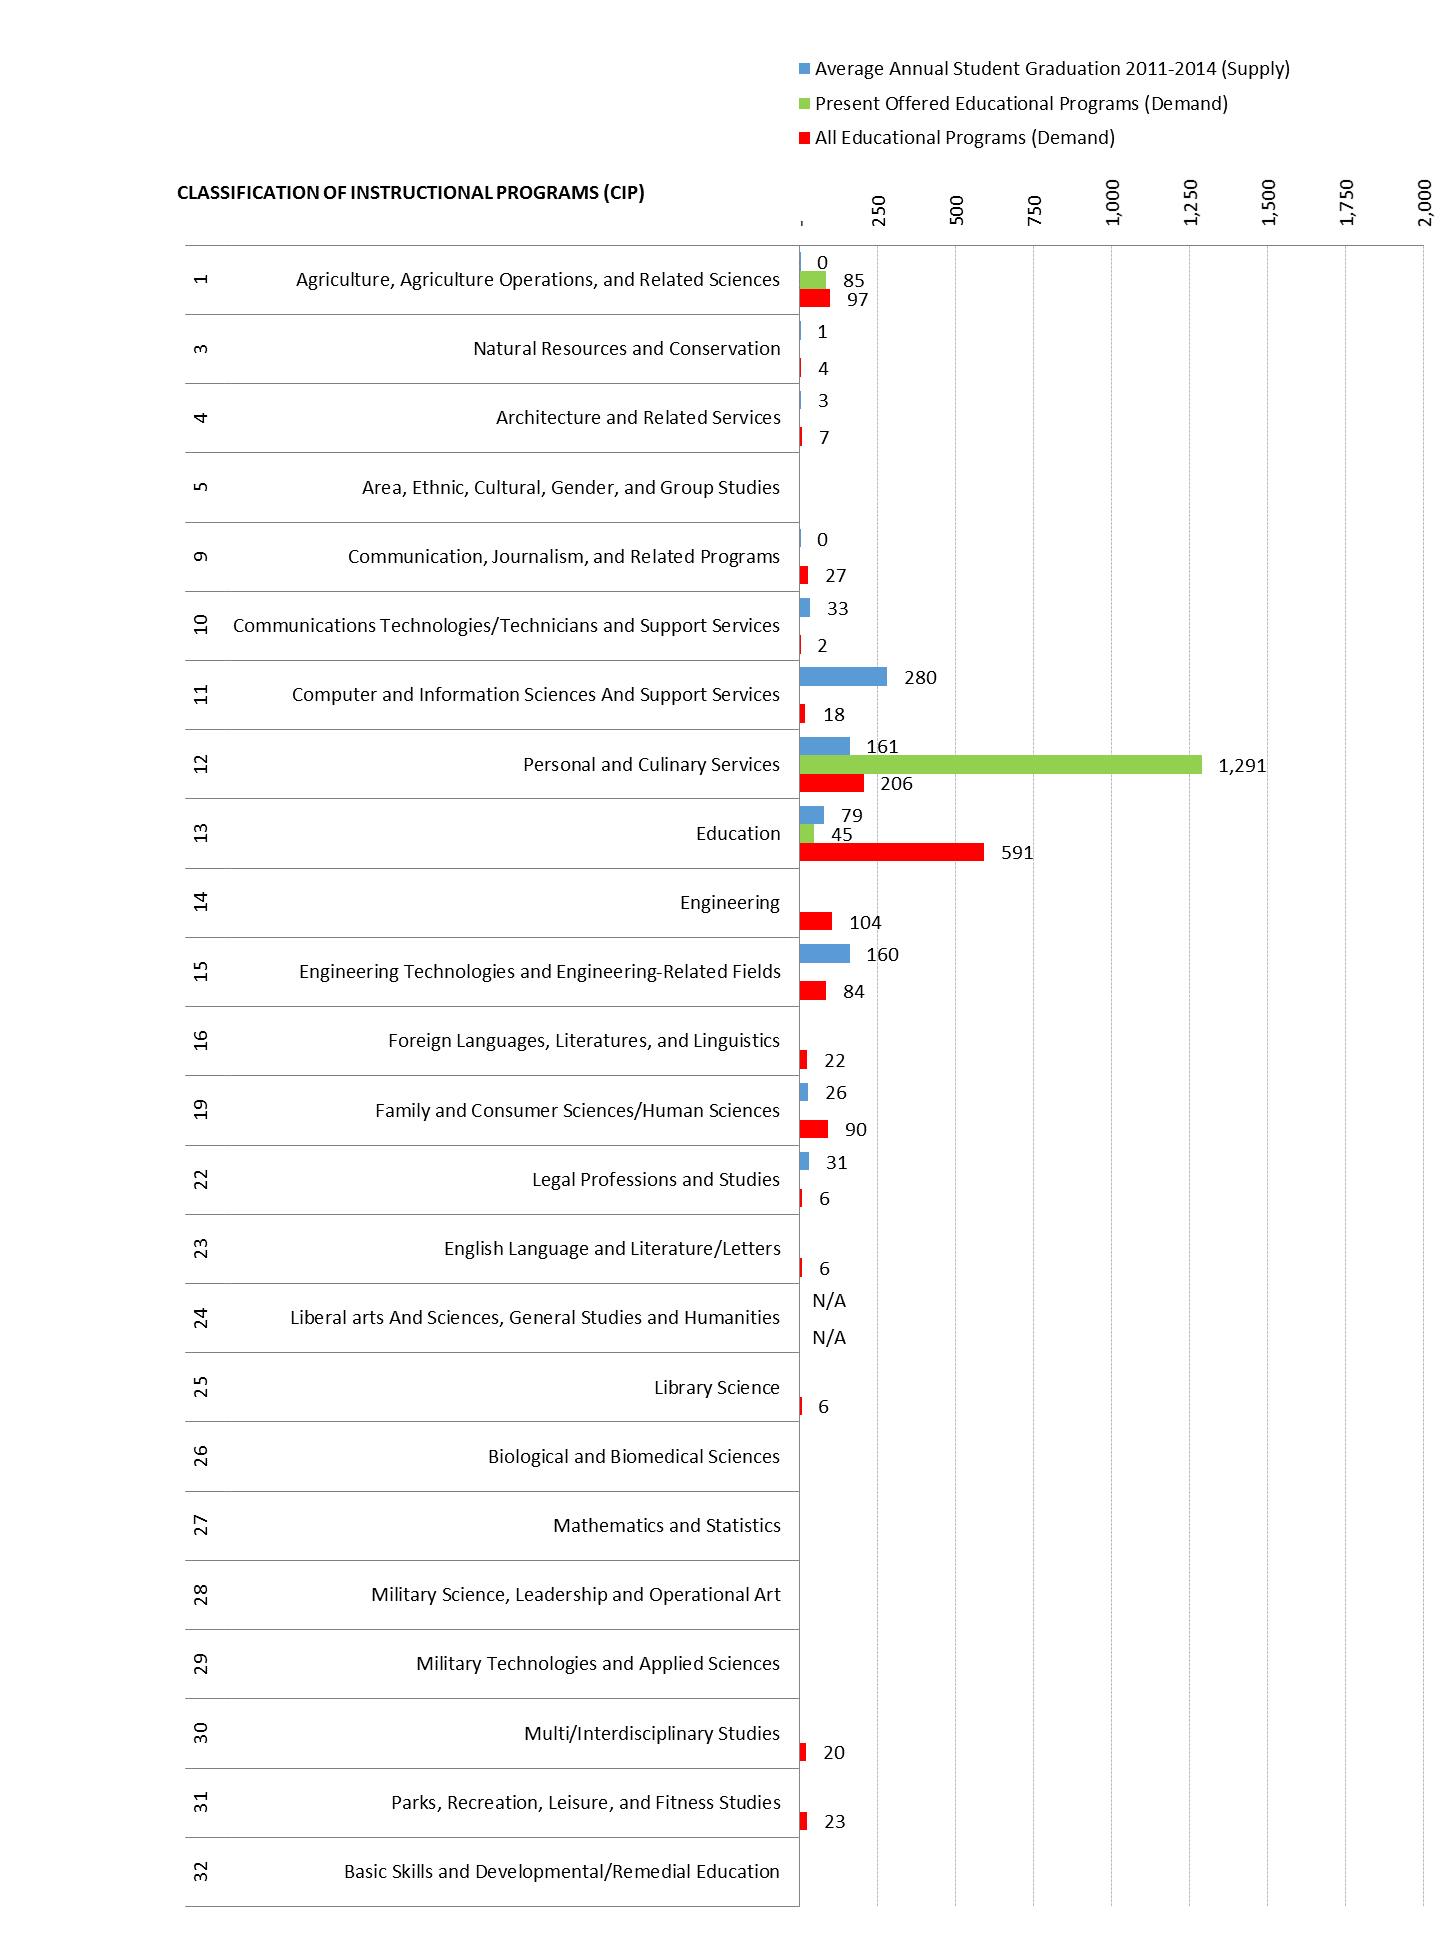 Average Annual Student Graduation 2011-2014 (Supply)
Present Offered Educational Programs (Demand)
All Educational Programs (Demand)
CLASSIFICATION OF INSTRUCTIONAL PROGRAMS (CIP)
- 250 500 750 1,000 1,250 1,500 1,750 2,000
1 Agriculture, Agriculture Operations, and Related Sciences
0
85
97
3 Natural Resources and Conservation
1
4
4 Architecture and Related Services
3
7
5 Area, Ethnic, Cultural, Gender, and Group Studies
9 Communication, Journalism, and Related Programs
0
27
10 Communications Technologies/Technicians and Support Services
33
2
11 Computer and Information Sciences And Support Services
280
18
12 Personal and Culinary Services
161
1,291
206
13 Education
79
45
591
14 Engineering
104
15 Engineering Technologies and Engineering-Related Fields
160
84
16 Foreign Languages, Literatures, and Linguistics
22
19 Family and Consumer Sciences/Human Sciences
26
90
22 Legal Professions and Studies
31
6
23 English Language and Literature/Letters
6
24 Liberal arts And Sciences, General Studies and Humanities
N/A
N/A
25 Library Science
6
26 Biological and Biomedical Sciences
27 Mathematics and Statistics
28 Military Science, Leadership and Operational Art
29 Military Technologies and Applied Sciences
30 Multi/Interdisciplinary Studies
20
31 Parks, Recreation, Leisure, and Fitness Studies
23
32 Basic Skills and Developmental/Remedial Education